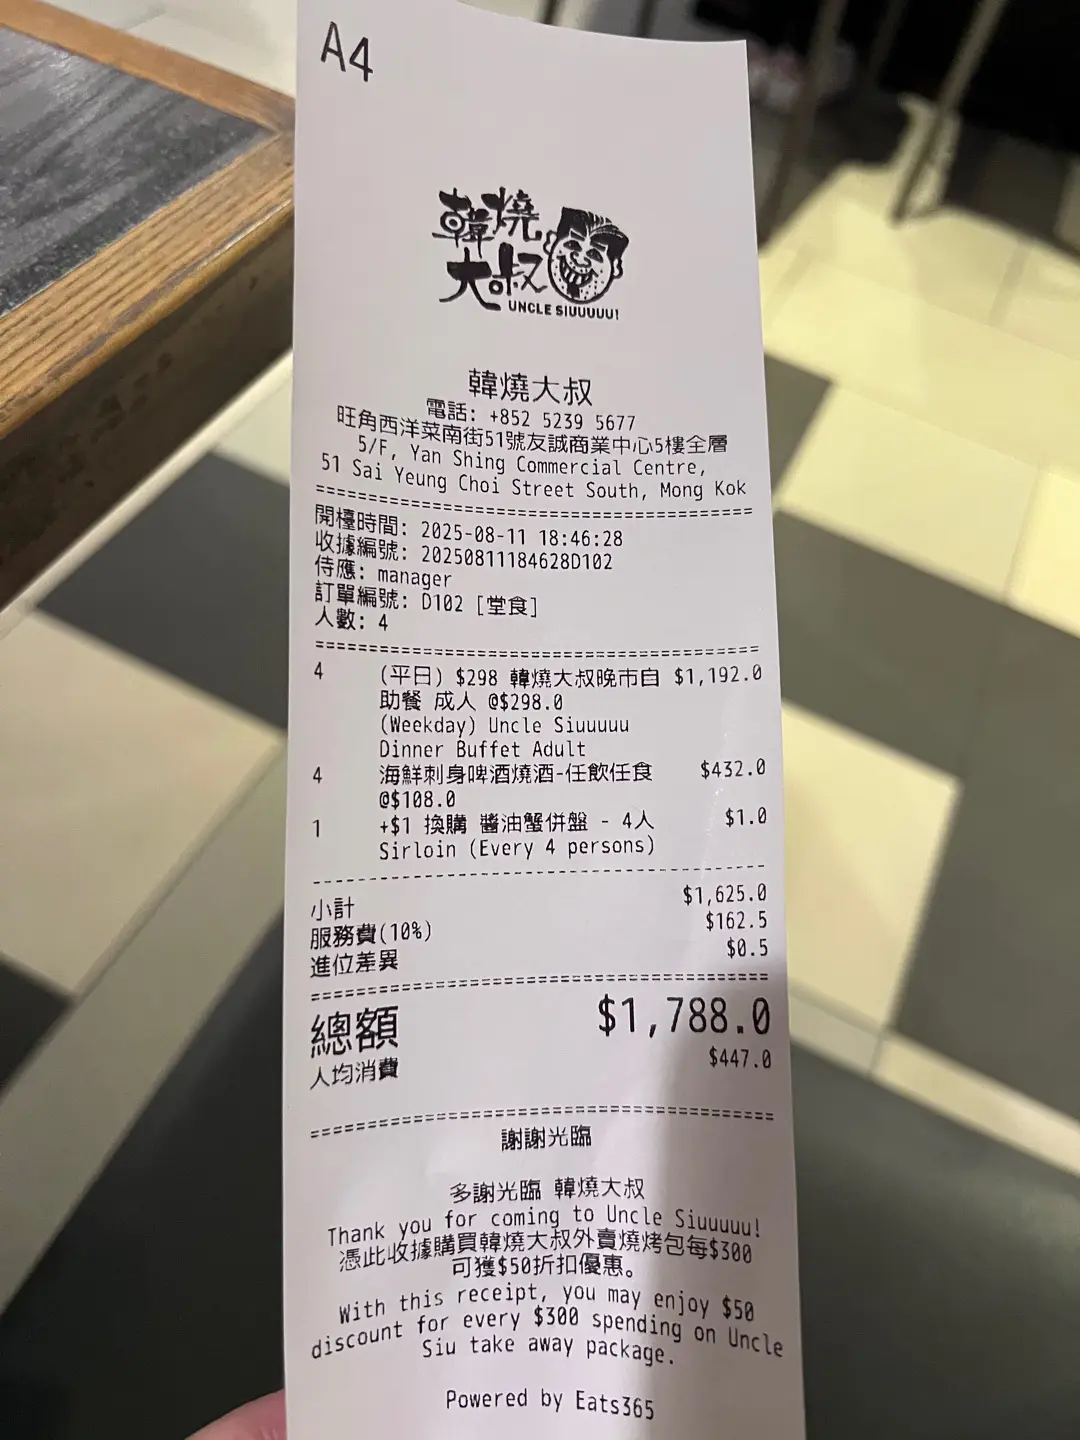 A4
韓燒
大叔
UNCLE SIUUUUU!
韓燒大叔
電話: +852 5239 5677
旺角西洋菜南街51號友誠商業中心5樓全層
5/F, Yan Shing Commercial Centre,
51 Sai Yeung Choi Street South, Mong Kok
開檯時間: 2025-08-11 18:46:28
收據編號: 20250811184628D102
侍應: manager
訂單編號: D102 [堂食]
人數: 4
4 (平日) $298 韓燒大叔晚市自 $1,192.0
助餐 成人 @$298.0
(Weekday) Uncle Siuuuuu
Dinner Buffet Adult
4 海鮮刺身啤酒燒酒-任飲任食 $432.0
@$108.0
1 +$1 換購 醬油蟹併盤 - 4人 $1.0
Sirloin (Every 4 persons)
小計 $1,625.0
服務費(10%) $162.5
進位差異 $0.5
總額 $1,788.0
人均消費 $447.0
謝謝光臨
多謝光臨 韓燒大叔
Thank you for coming to Uncle Siuuuuu!
憑此收據購買韓燒大叔外賣燒烤包每$300
可獲$50折扣優惠。
With this receipt, you may enjoy $50
discount for every $300 spending on Uncle
Siu take away package.
Powered by Eats365